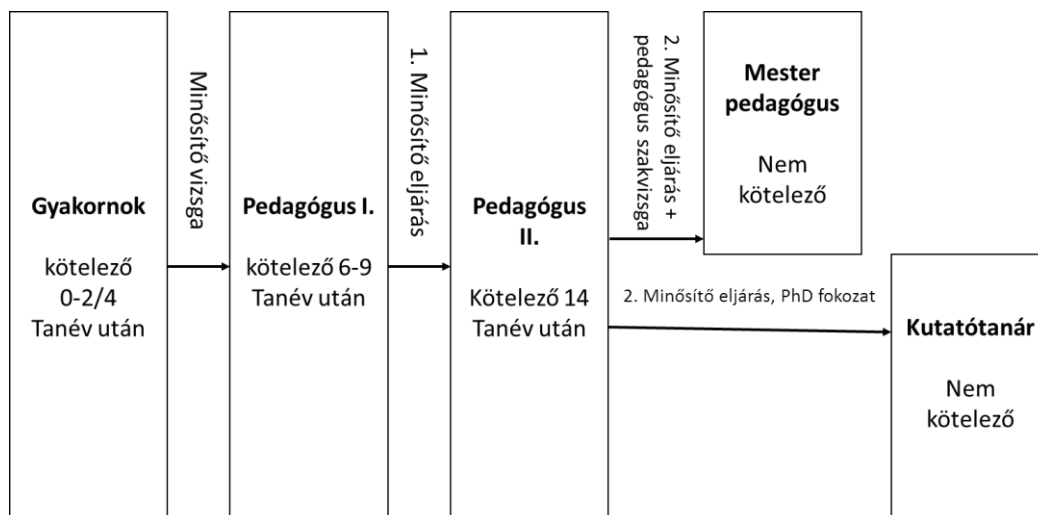 Gyakornok
kötelező
0-2/4
Tanév után
Minősítő vizsga
Pedagógus I.
kötelező 6-9
Tanév után
1. Minősítő eljárás
Pedagógus
II.
Kötelező 14
Tanév után
2. Minősítő eljárás +
pedagógus szakvizsga
Mester
pedagógus
Nem
kötelező
2. Minősítő eljárás, PhD fokozat
Kutatótanár
Nem
kötelező